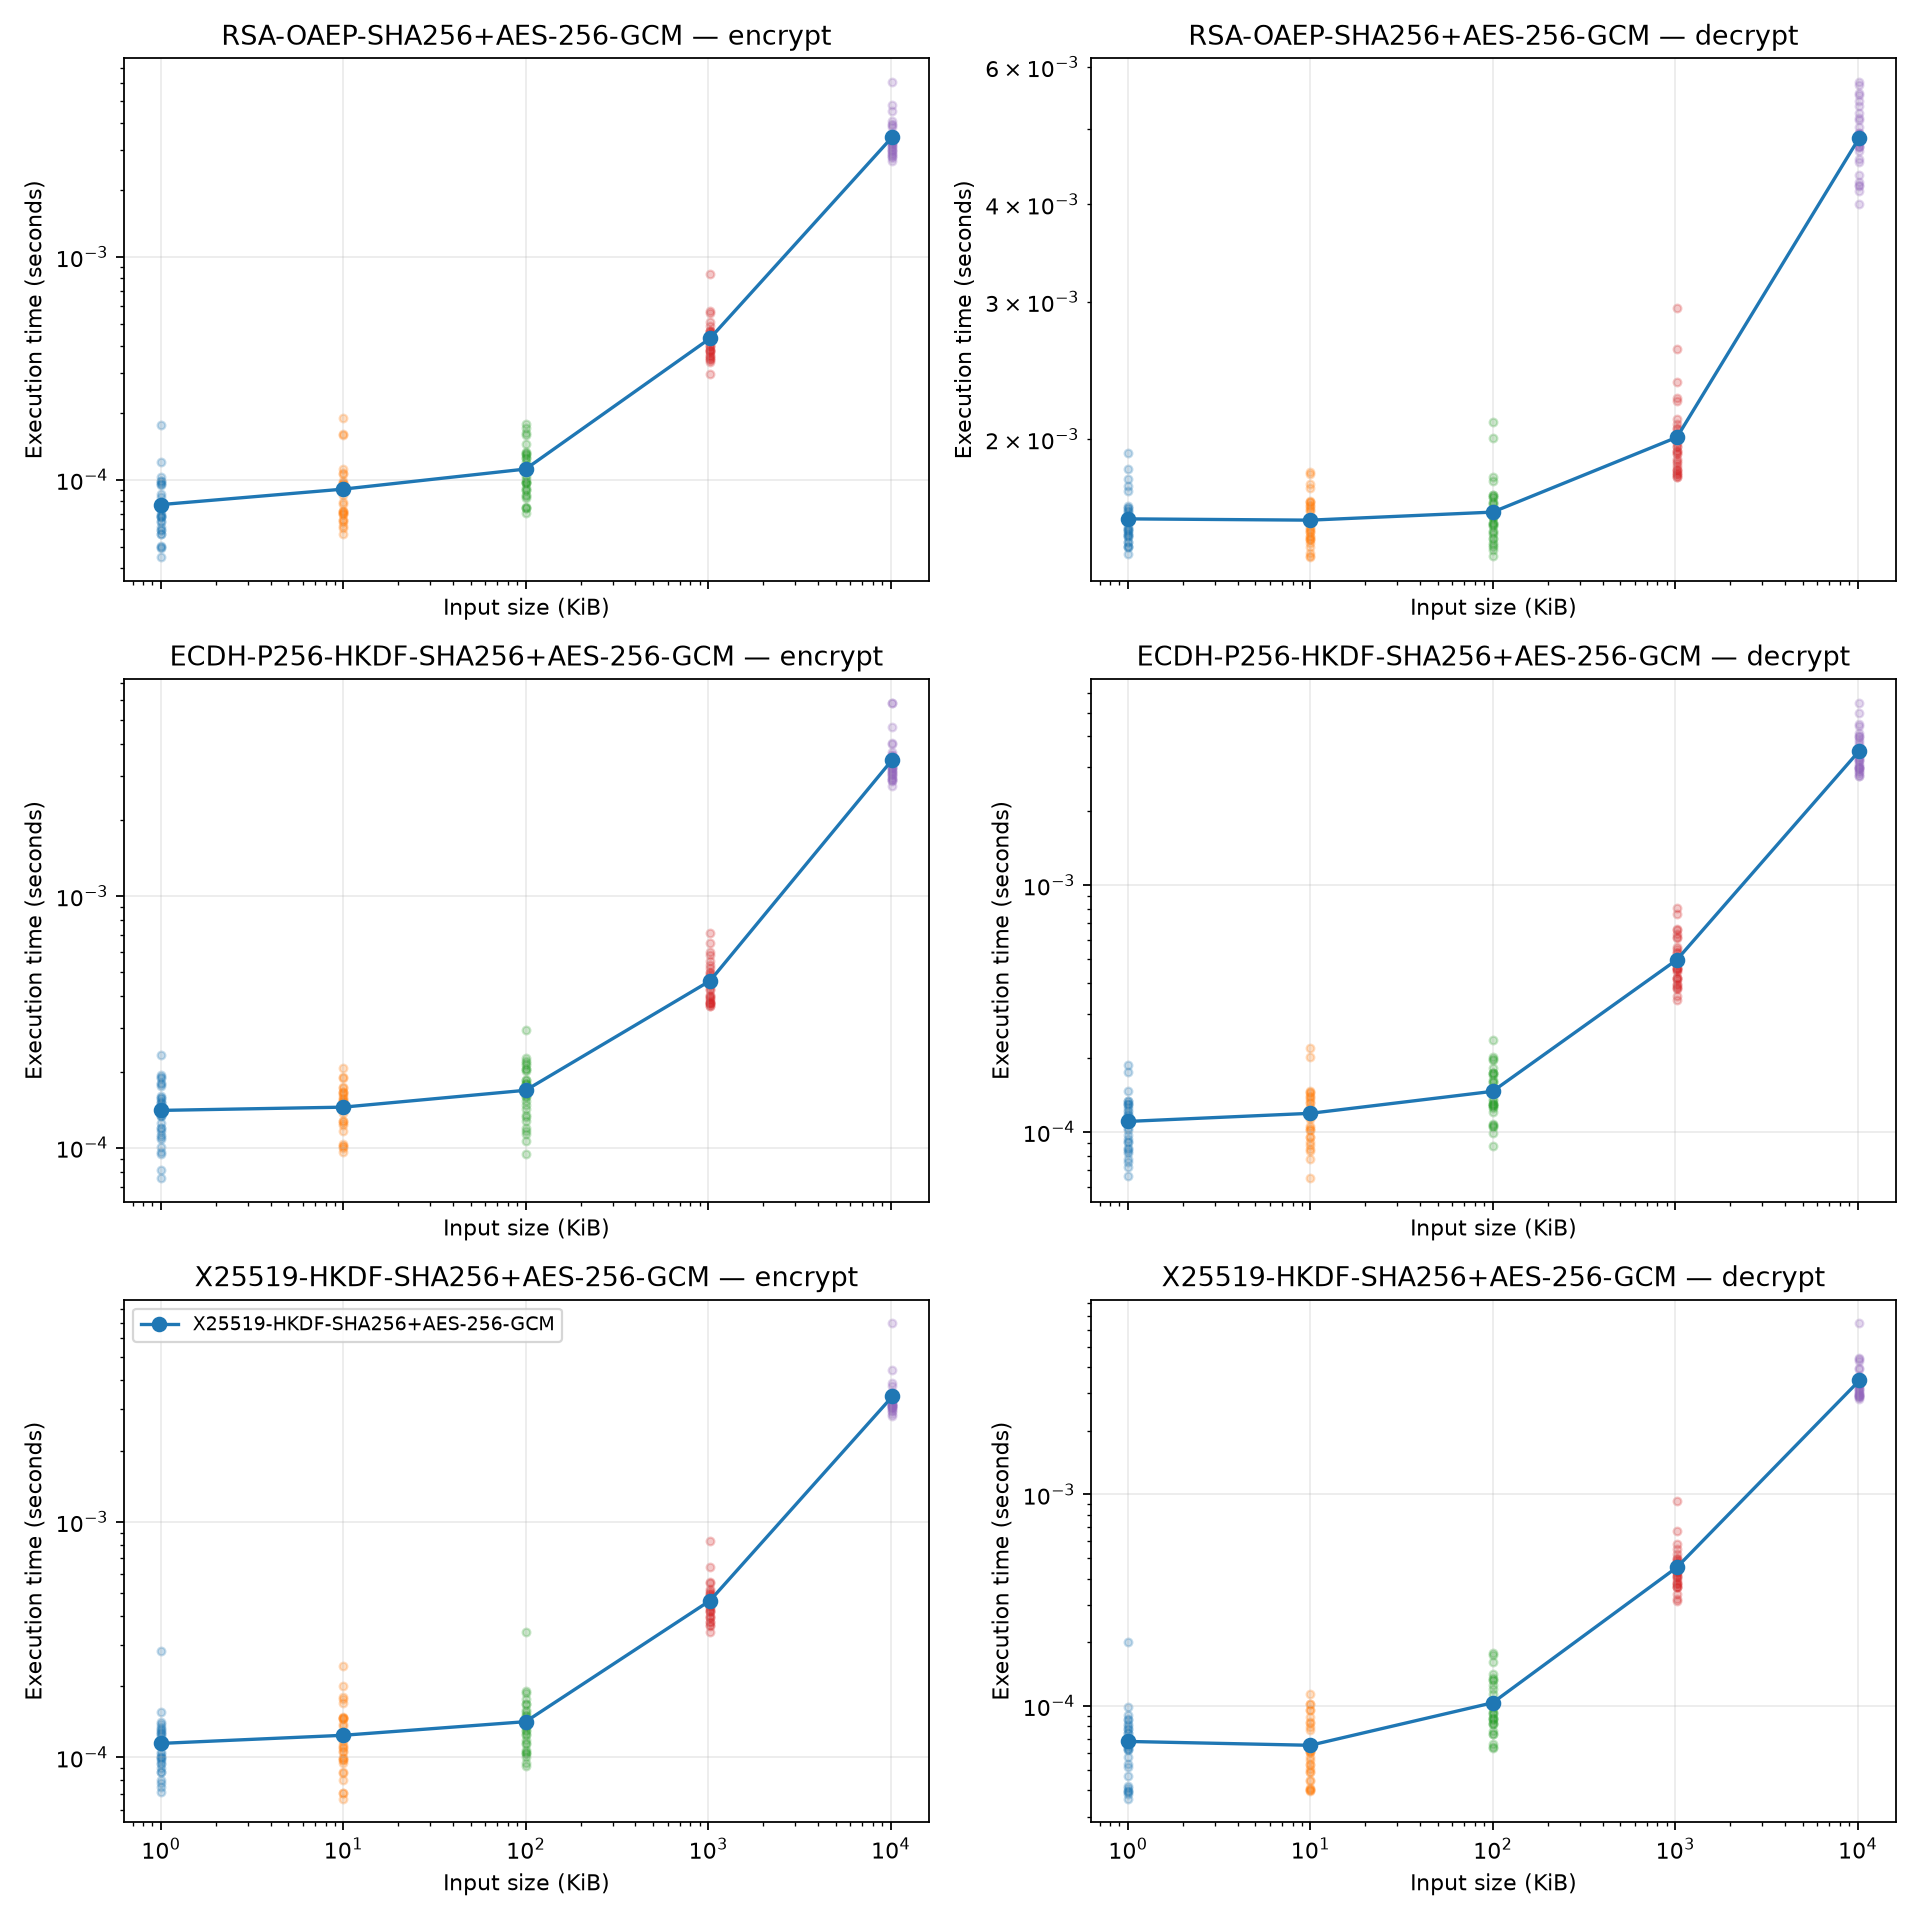 RSA-OAEP-SHA256+AES-256-GCM — encrypt
Execution time (seconds)
10⁻³
10⁻⁴
Input size (KiB)
RSA-OAEP-SHA256+AES-256-GCM — decrypt
Execution time (seconds)
6 × 10⁻³
4 × 10⁻³
3 × 10⁻³
2 × 10⁻³
Input size (KiB)
ECDH-P256-HKDF-SHA256+AES-256-GCM — encrypt
Execution time (seconds)
10⁻³
10⁻⁴
Input size (KiB)
ECDH-P256-HKDF-SHA256+AES-256-GCM — decrypt
Execution time (seconds)
10⁻³
10⁻⁴
Input size (KiB)
X25519-HKDF-SHA256+AES-256-GCM — encrypt
X25519-HKDF-SHA256+AES-256-GCM
Execution time (seconds)
10⁻³
10⁻⁴
10⁰ 10¹ 10² 10³ 10⁴
Input size (KiB)
X25519-HKDF-SHA256+AES-256-GCM — decrypt
Execution time (seconds)
10⁻³
10⁻⁴
10⁰ 10¹ 10² 10³ 10⁴
Input size (KiB)